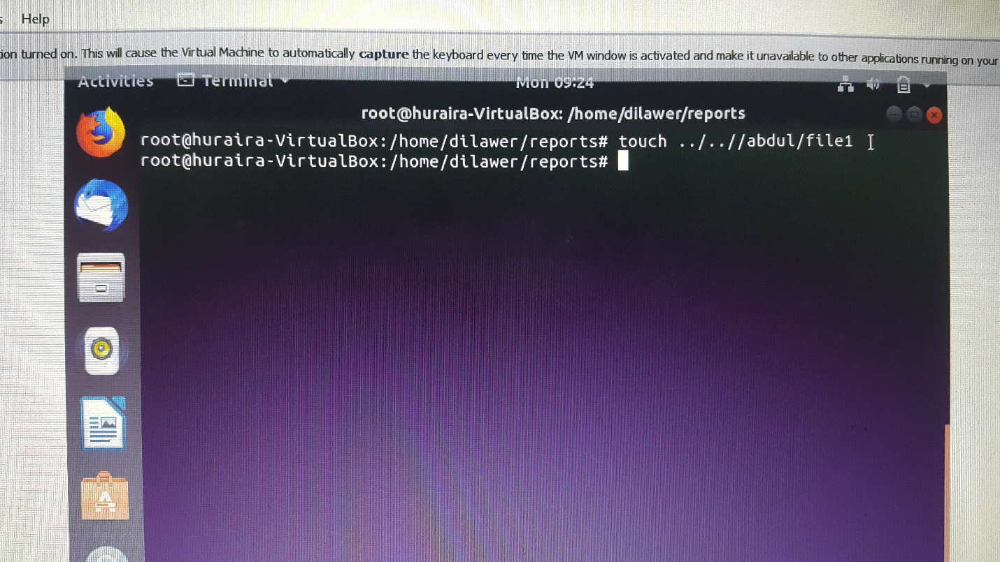 Help
ion turned on. This will cause the Virtual Machine to automatically capture the keyboard every time the VM window is activated and make it unavailable to other applications running on your
Activities Terminal Mon 09:24
root@huraira-VirtualBox: /home/dilawer/reports
root@huraira-VirtualBox:/home/dilawer/reports# touch ../..//abdul/file1
root@huraira-VirtualBox:/home/dilawer/reports#